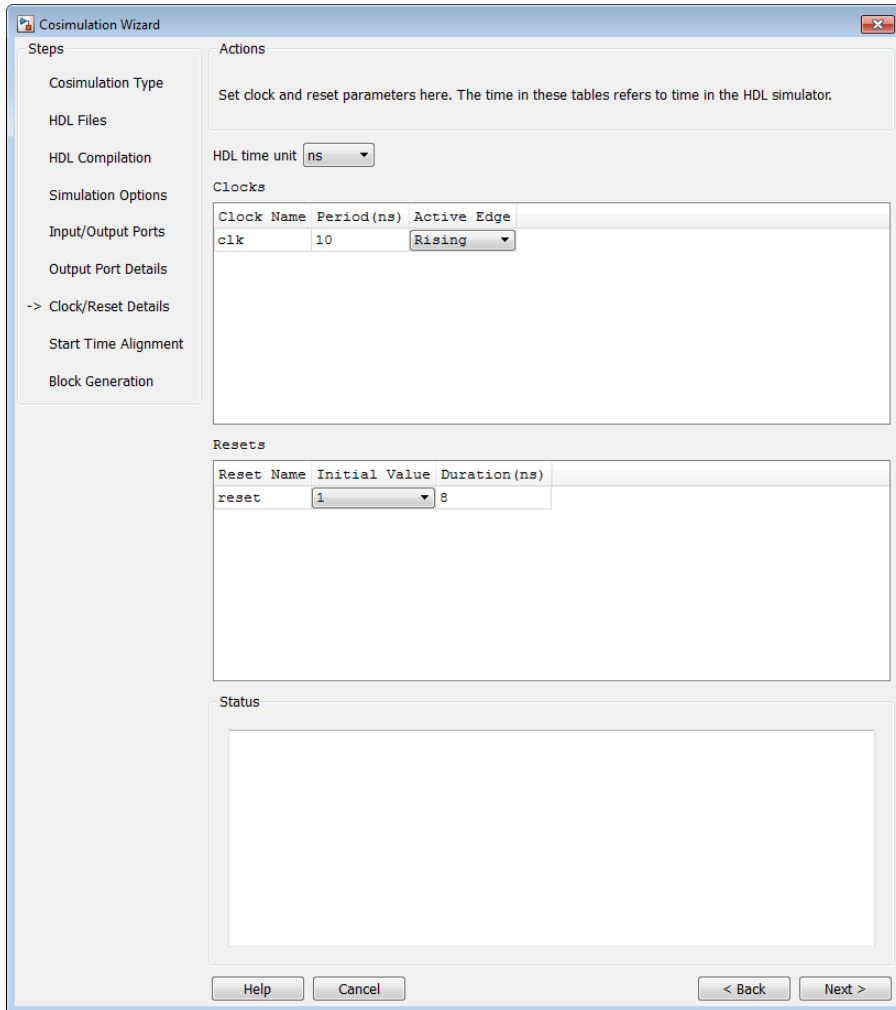 Cosimulation Wizard
Steps
Cosimulation Type
HDL Files
HDL Compilation
Simulation Options
Input/Output Ports
Output Port Details
-> Clock/Reset Details
Start Time Alignment
Block Generation
Actions
Set clock and reset parameters here. The time in these tables refers to time in the HDL simulator.
HDL time unit ns
Clocks
Clock Name Period(ns) Active Edge
clk 10 Rising
Resets
Reset Name Initial Value Duration(ns)
reset 1 8
Status
Help Cancel < Back Next >